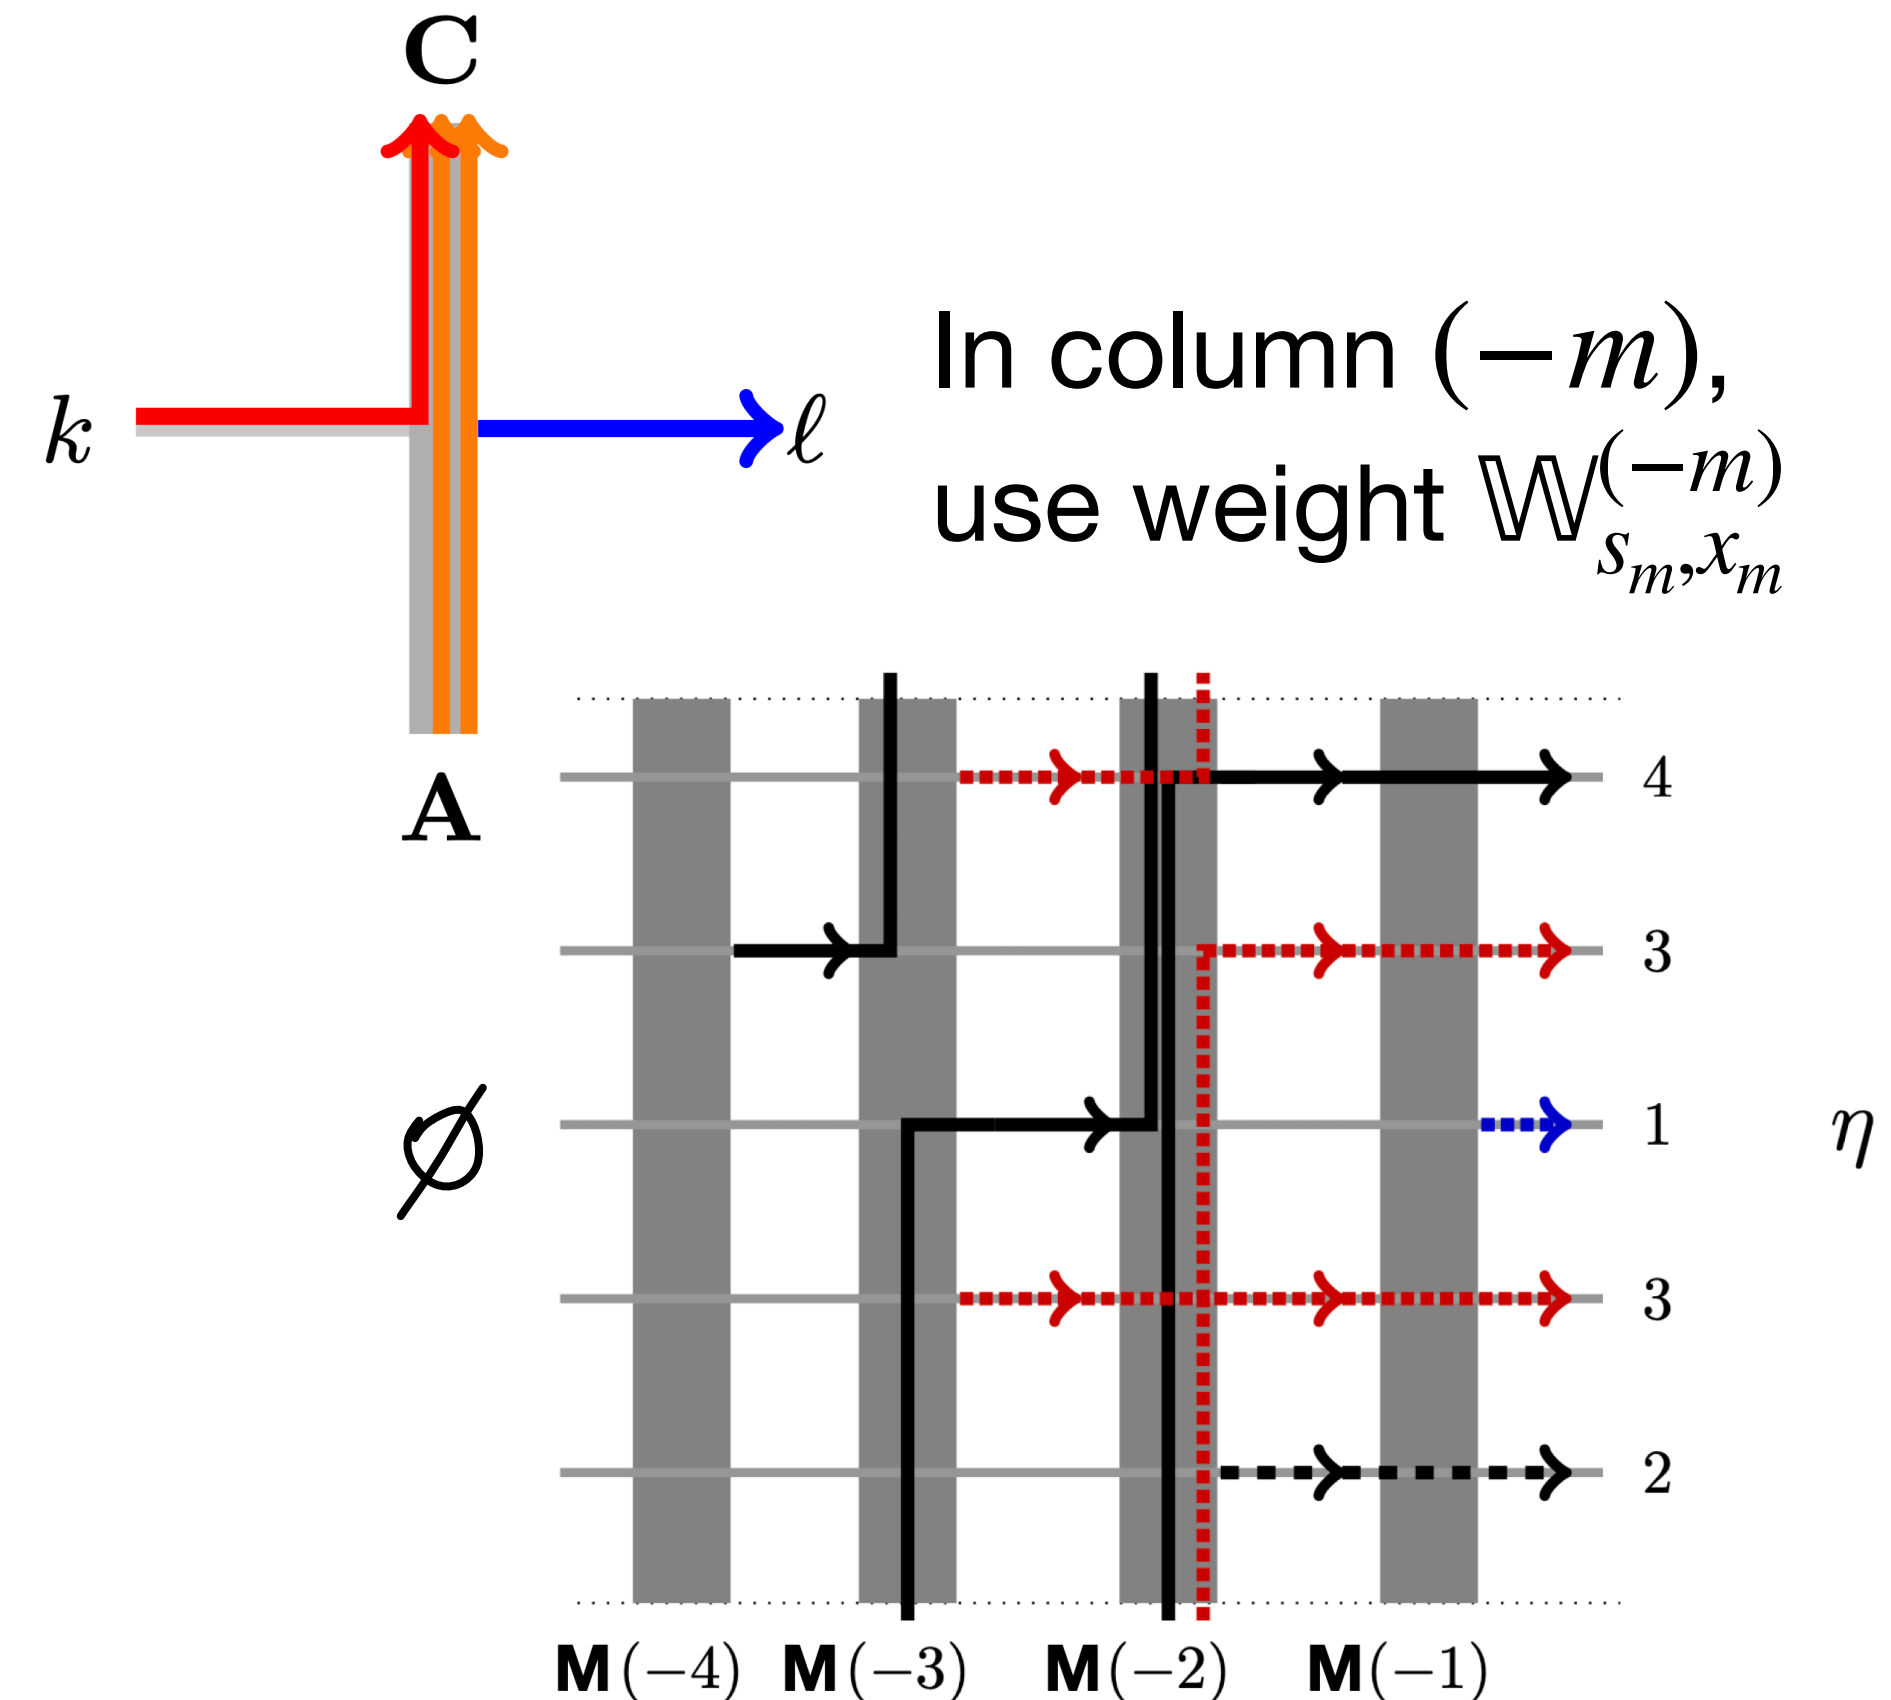 C
k ℓ
In column (−m),
use weight 𝕎^{(−m)}_{s_m,x_m}
A
4
3
∅ 1 η
3
2
M(−4) M(−3) M(−2) M(−1)